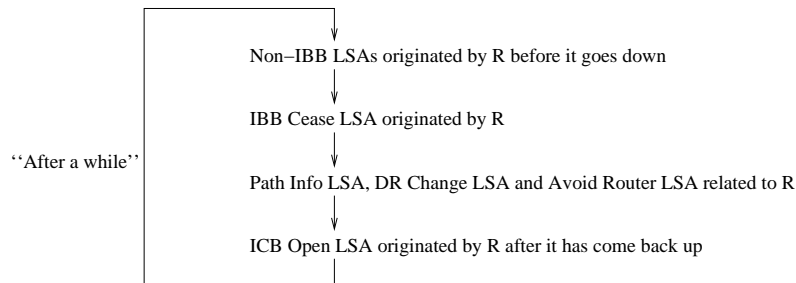 Non−IBB LSAs originated by R before it goes down
IBB Cease LSA originated by R
‘‘After a while’’
Path Info LSA, DR Change LSA and Avoid Router LSA related to R
ICB Open LSA originated by R after it has come back up